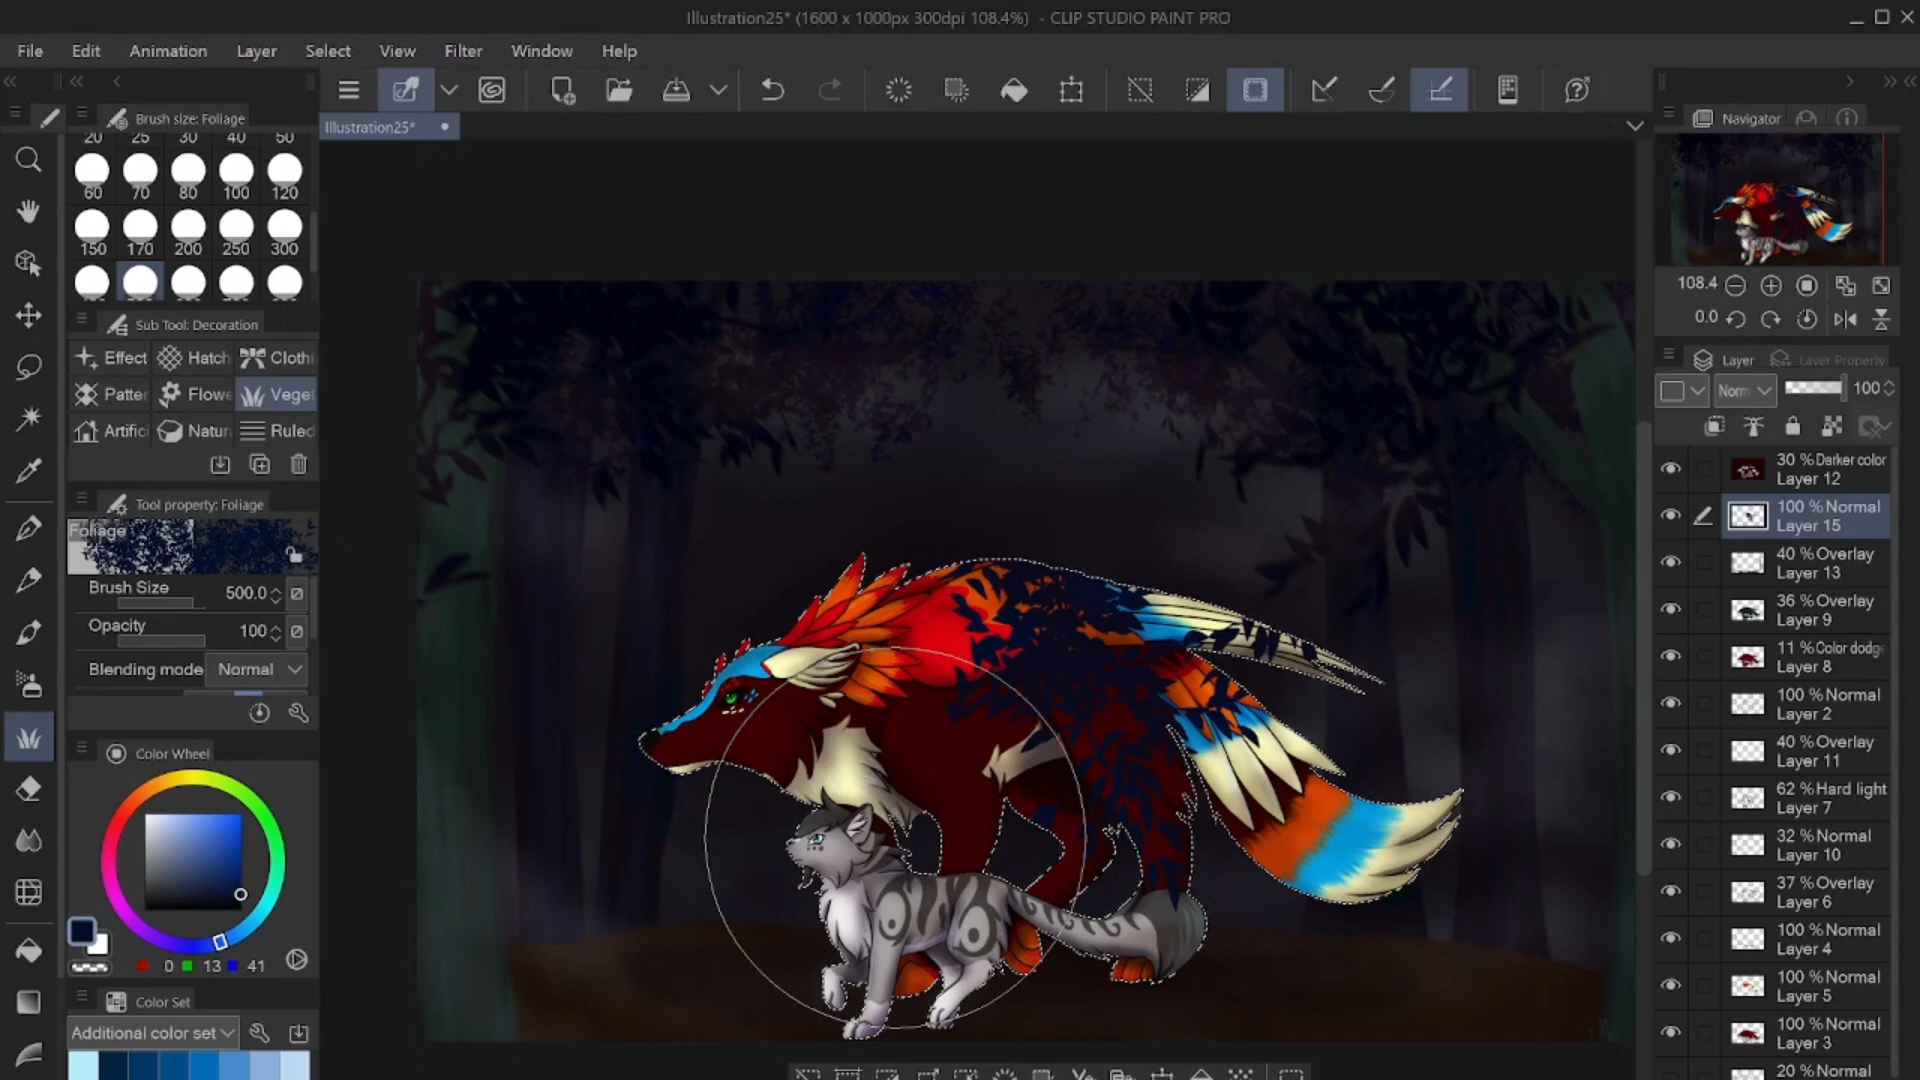 Illustration25* (1600 x 1000px 300dpi 108.4%) - CLIP STUDIO PAINT PRO
File Edit Animation Layer Select View Filter Window Help
Illustration25*
Brush size: Foliage
20 25 30 40 50
60 70 80 100 120
150 170 200 250 300
Sub Tool: Decoration
Effect Hatch Clothi
Patter Flowe Veget
Artific Natur Ruled
Tool property: Foliage
Foliage
Brush Size 500.0
Opacity 100
Blending mode Normal
Color Wheel
0 13 41
Color Set
Additional color set
Navigator
108.4
0.0
Layer Layer Property
Norm 100
30 % Darker color
Layer 12
100 % Normal
Layer 15
40 % Overlay
Layer 13
36 % Overlay
Layer 9
11 % Color dodge
Layer 8
100 % Normal
Layer 2
40 % Overlay
Layer 11
62 % Hard light
Layer 7
32 % Normal
Layer 10
37 % Overlay
Layer 6
100 % Normal
Layer 4
100 % Normal
Layer 5
100 % Normal
Layer 3
20 % Normal